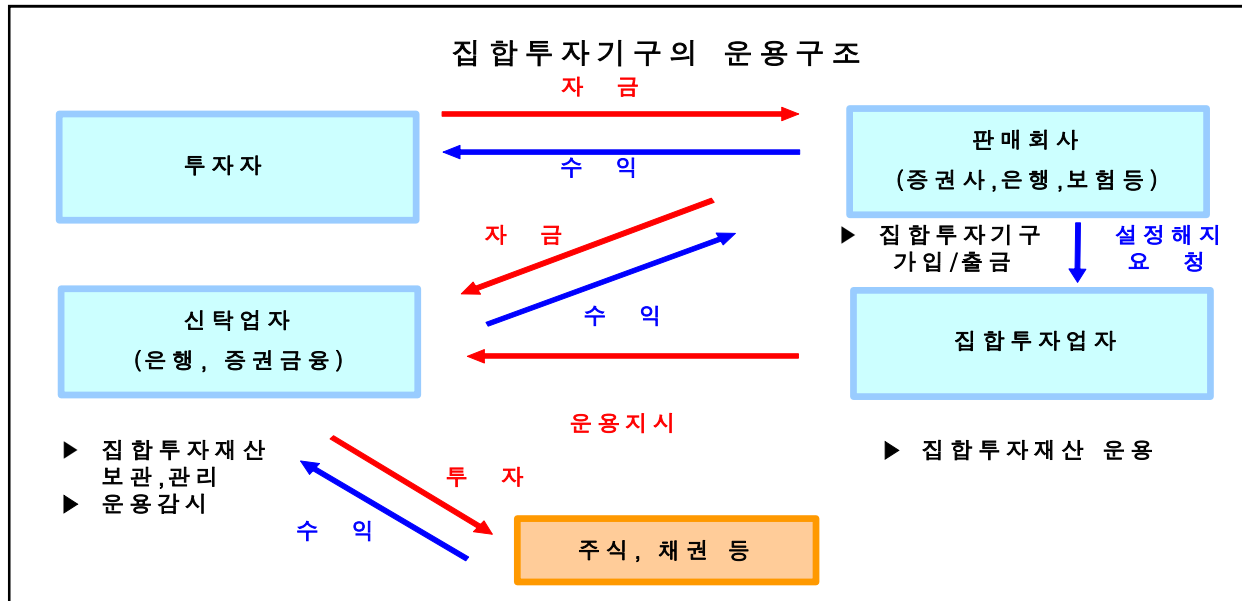 집합투자기구의 운용구조
자 금
투자자
수 익
판매회사
(증권사,은행,보험등)
자 금
▶ 집합투자기구
가입/출금
설정해지
요 청
신탁업자
(은행, 증권금융)
수 익
집합투자업자
운용지시
▶ 집합투자재산
보관,관리
▶ 운용감시
▶ 집합투자재산 운용
투 자
수 익
주식, 채권 등